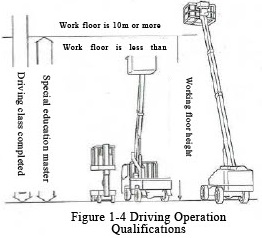 Work floor is 10m or more
Work floor is less than
Driving class completed
Special education master
Working floor height
Figure 1-4 Driving Operation
Qualifications